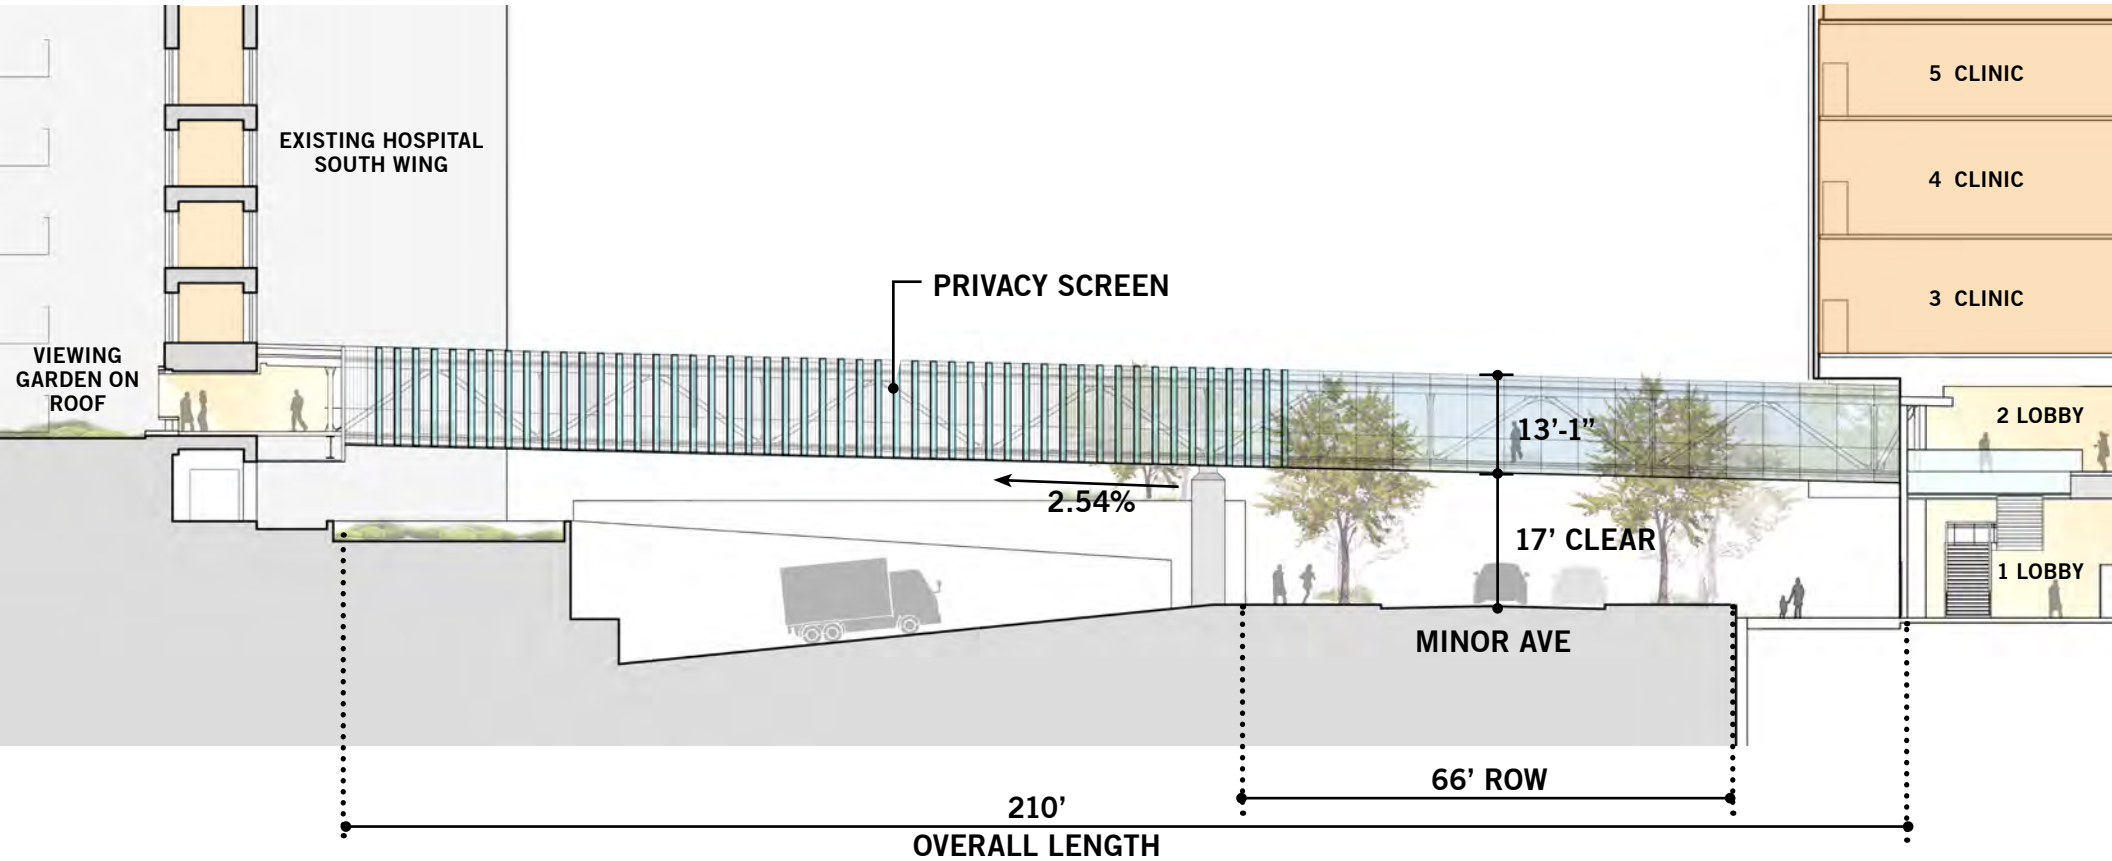 5 CLINIC
EXISTING HOSPITAL
SOUTH WING
4 CLINIC
PRIVACY SCREEN
3 CLINIC
VIEWING
GARDEN ON
ROOF
2 LOBBY
13’-1”
2.54%
17’ CLEAR
1 LOBBY
MINOR AVE
66’ ROW
210’
OVERALL LENGTH